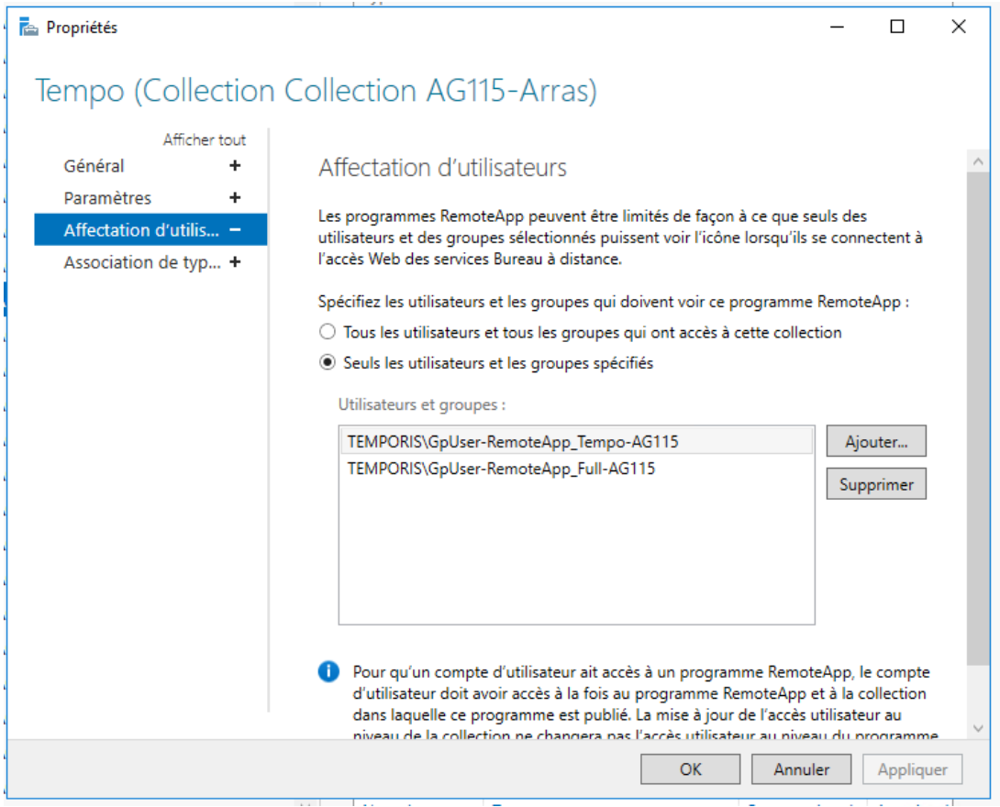 Propriétés
Tempo (Collection Collection AG115-Arras)
Afficher tout
Général +
Paramètres +
Affectation d'utilis... −
Association de typ... +
Affectation d'utilisateurs
Les programmes RemoteApp peuvent être limités de façon à ce que seuls des
utilisateurs et des groupes sélectionnés puissent voir l'icône lorsqu'ils se connectent à
l'accès Web des services Bureau à distance.
Spécifiez les utilisateurs et les groupes qui doivent voir ce programme RemoteApp :
Tous les utilisateurs et tous les groupes qui ont accès à cette collection
Seuls les utilisateurs et les groupes spécifiés
Utilisateurs et groupes :
TEMPORIS\GpUser-RemoteApp_Tempo-AG115
TEMPORIS\GpUser-RemoteApp_Full-AG115
Ajouter...
Supprimer
Pour qu'un compte d'utilisateur ait accès à un programme RemoteApp, le compte
d'utilisateur doit avoir accès à la fois au programme RemoteApp et à la collection
dans laquelle ce programme est publié. La mise à jour de l'accès utilisateur au
niveau de la collection ne changera pas l'accès utilisateur au niveau du programme
OK
Annuler
Appliquer